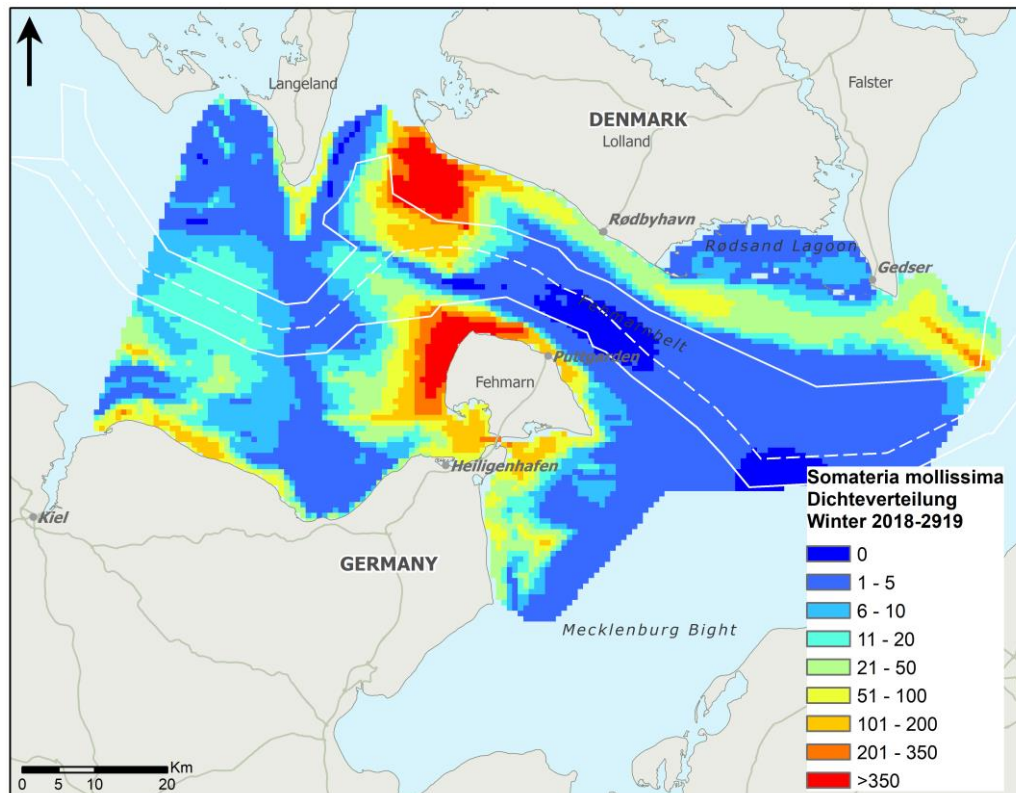 Langeland
Falster
DENMARK
Lolland
Rødbyhavn
Rødsand Lagoon
Gedser
Fehmarnbelt
Puttgarden
Fehmarn
Heiligenhafen
Kiel
GERMANY
Mecklenburg Bight
Somateria mollissima
Dichteverteilung
Winter 2018-2919
0
1 - 5
6 - 10
11 - 20
21 - 50
51 - 100
101 - 200
201 - 350
>350
Km
0 5 10 20